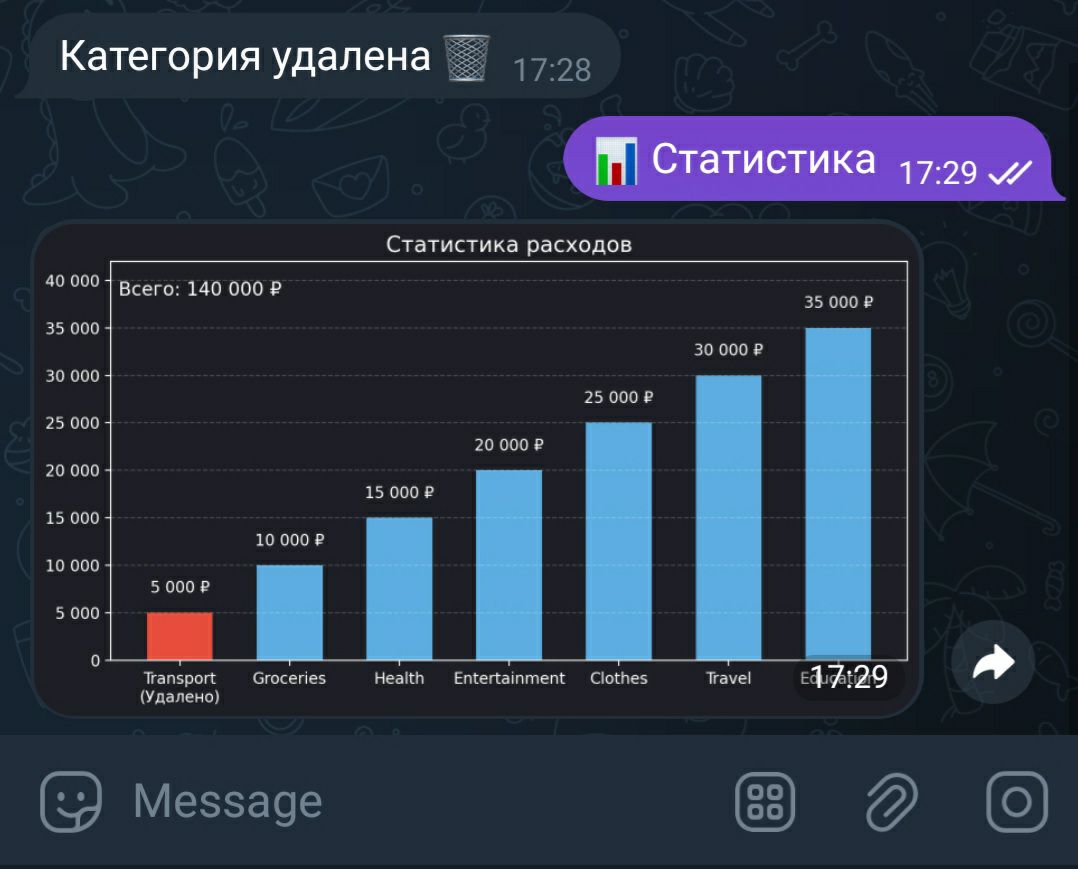 Категория удалена 🗑️ 17:28
📊 Статистика 17:29
Статистика расходов
Всего: 140 000 ₽
40 000
35 000
30 000
25 000
20 000
15 000
10 000
5 000
0
5 000 ₽
10 000 ₽
15 000 ₽
20 000 ₽
25 000 ₽
30 000 ₽
35 000 ₽
Transport
(Удалено)
Groceries
Health
Entertainment
Clothes
Travel
Education
17:29
Message